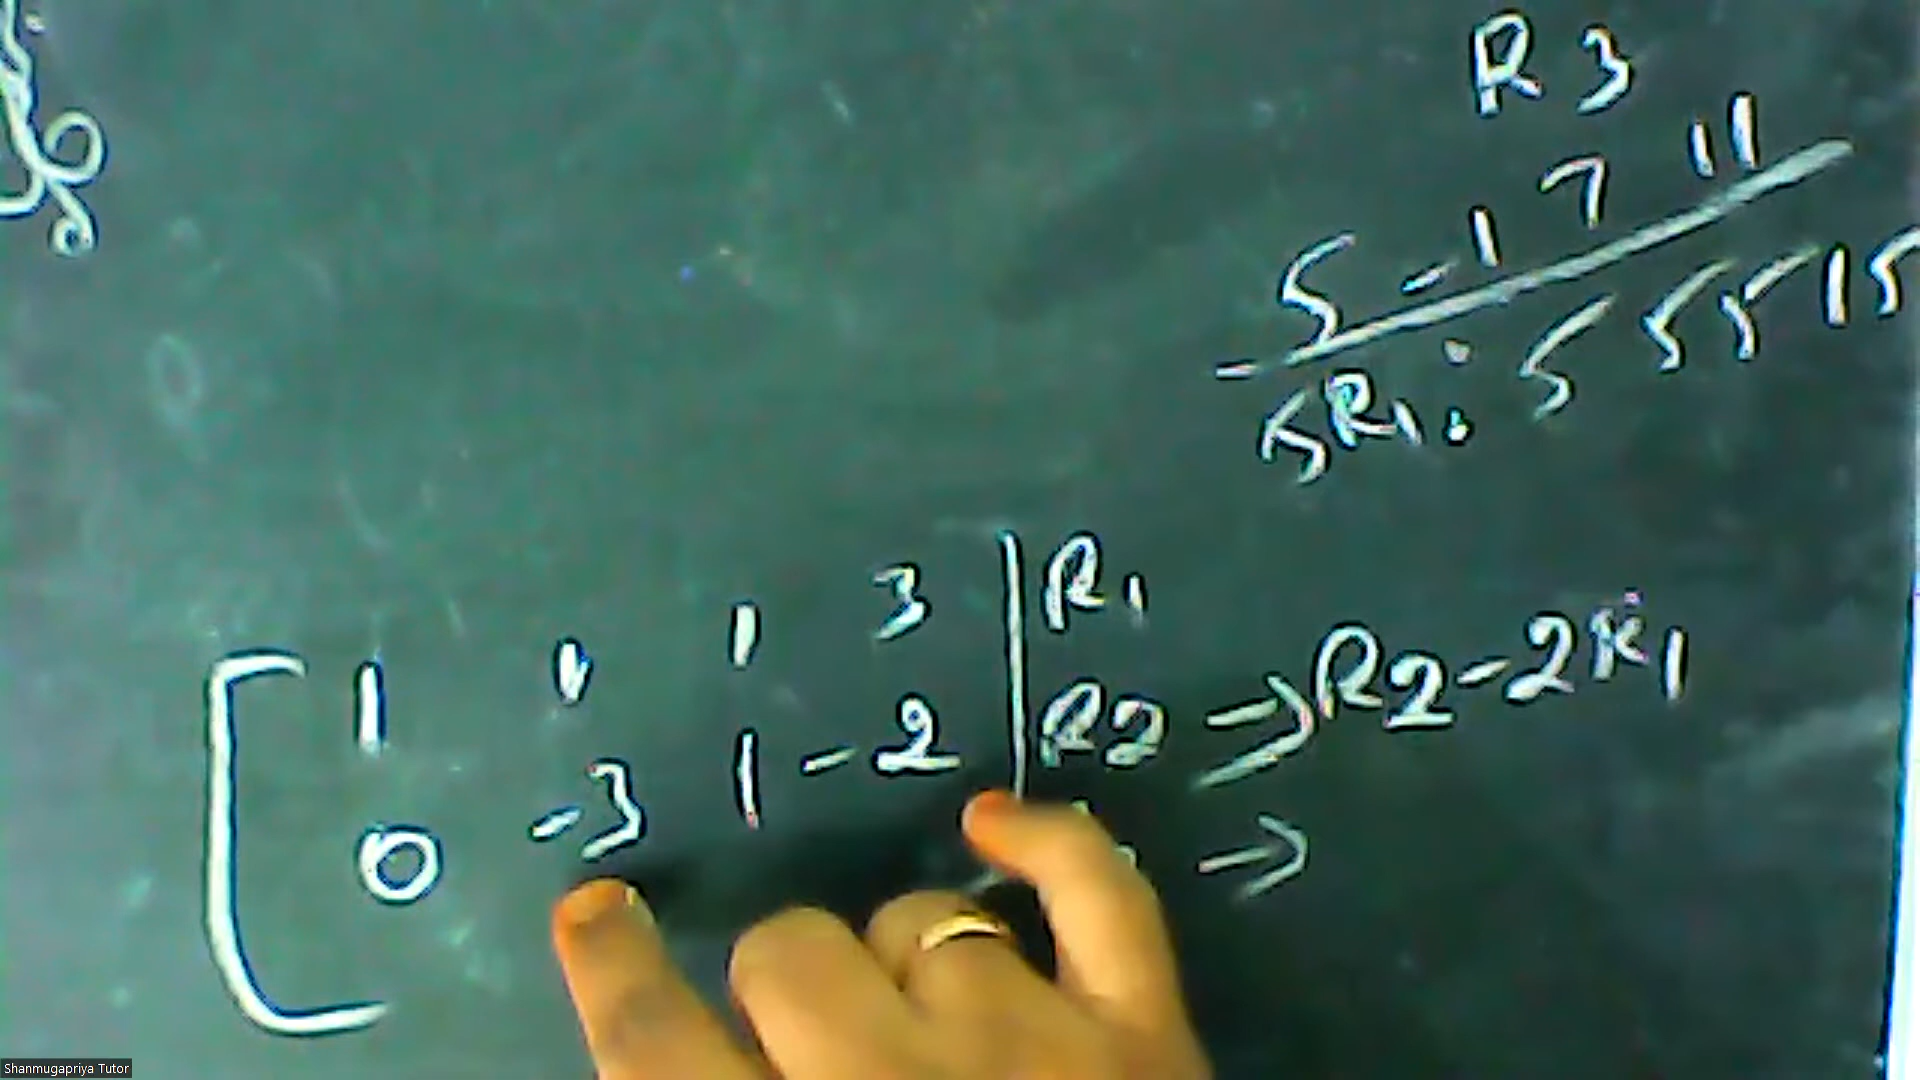 R3
5 -1 7 11
5R1: 5 5 5 15
1 1 1 3 | R1
0 -3 1 -2 | R2 → R2-2R1
→
Shanmugapriya Tutor